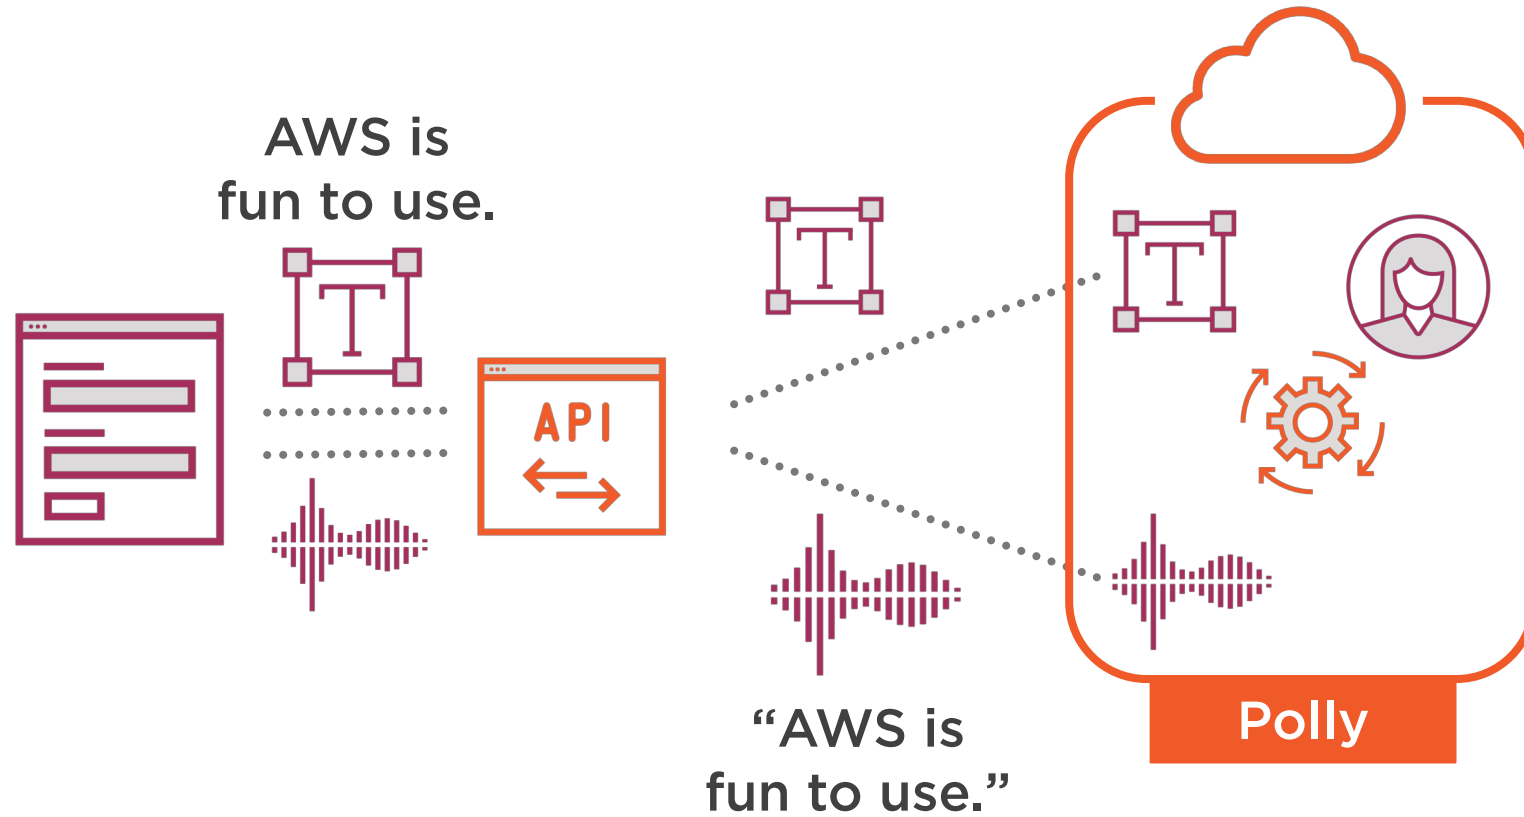 AWS is
fun to use.
T
T
T
API
“AWS is
fun to use.”
Polly